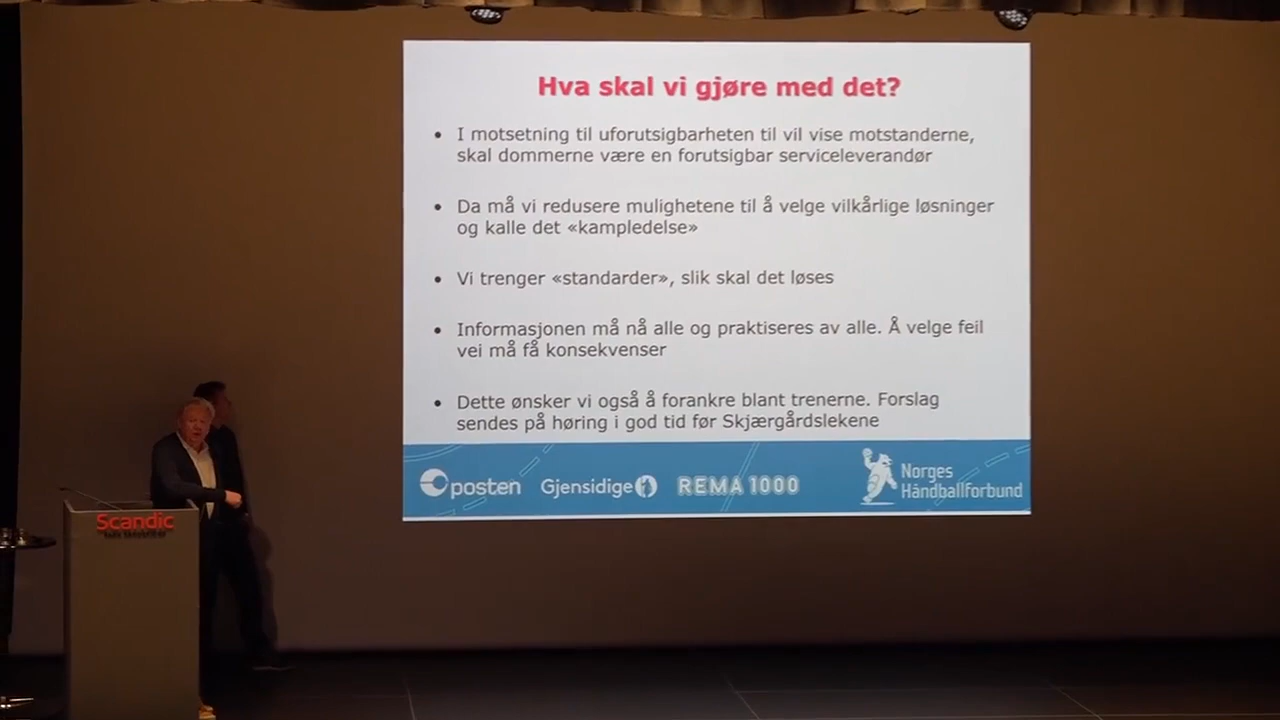 Hva skal vi gjøre med det?
• I motsetning til uforutsigbarheten til vil vise motstanderne,
skal dommerne være en forutsigbar serviceleverandør
• Da må vi redusere mulighetene til å velge vilkårlige løsninger
og kalle det «kampledelse»
• Vi trenger «standarder», slik skal det løses
• Informasjonen må nå alle og praktiseres av alle. Å velge feil
vei må få konsekvenser
• Dette ønsker vi også å forankre blant trenerne. Forslag
sendes på høring i god tid før Skjærgårdslekene
posten Gjensidige REMA 1000 Norges
Håndballforbund
Scandic